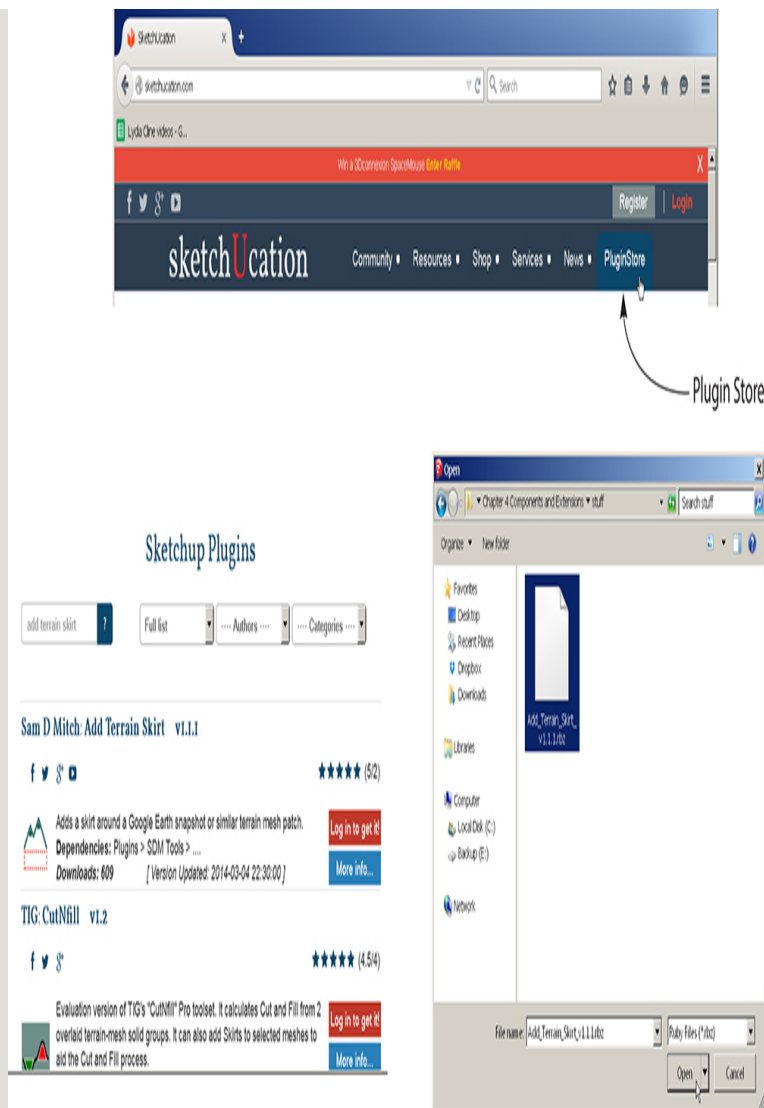 SketchUcation x +
sketchucation.com
Search
Lydia Cline videos - G...
Win a 3Dconnexion SpaceMouse Enter Raffle X
Register | Login
sketchUcation
Community Resources Shop Services News PluginStore
Plugin Store
Sketchup Plugins
add terrain skirt ?
Full list
---- Authors ----
---- Categories ----
Sam D Mitch: Add Terrain Skirt v1.1.1
(5/2)
Adds a skirt around a Google Earth snapshot or similar terrain mesh patch.
Dependencies: Plugins > SDM Tools > ....
Downloads: 609 [ Version Updated: 2014-03-04 22:30:00 ]
Log in to get it!
More info...
TIG: CutNfill v1.2
(4.5/4)
Evaluation version of TIG's "CutNfill" Pro toolset. It calculates Cut and Fill from 2
overlaid terrain-mesh solid groups. It can also add Skirts to selected meshes to
aid the Cut and Fill process.
Log in to get it!
More info...
Open x
Chapter 4 Components and Extensions stuff
Search stuff
Organize New folder
Favorites
Desktop
Recent Places
Dropbox
Downloads
Libraries
Computer
Local Disk (C:)
Backup (E:)
Network
Add_Terrain_Skirt_
v1.1.1.rbz
File name: Add_Terrain_Skirt_v1.1.1.rbz
Ruby Files (*.rbz)
Open Cancel